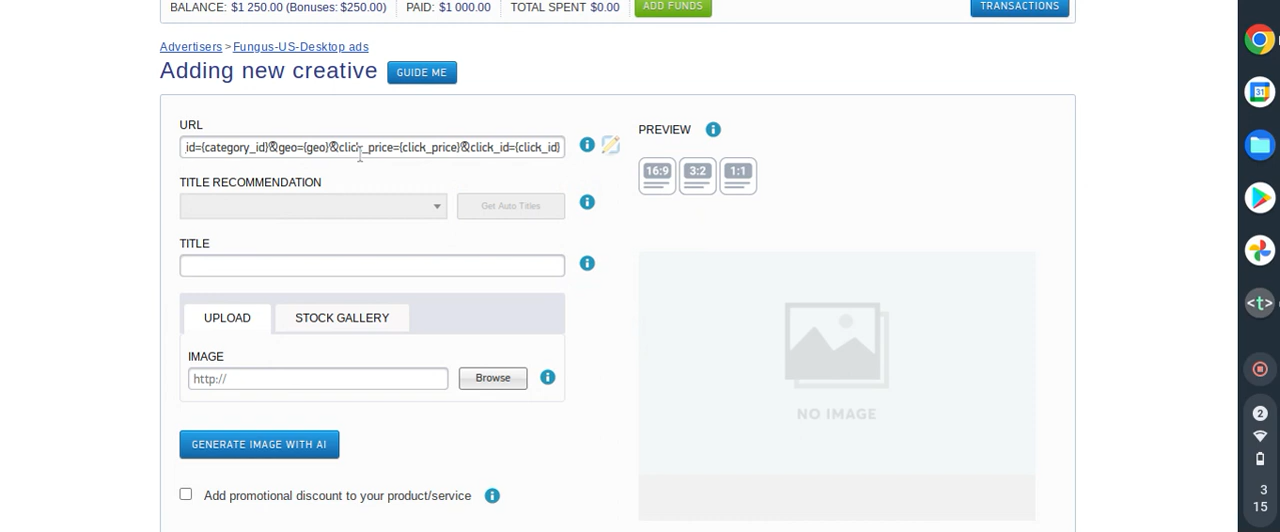 BALANCE: $1 250.00 (Bonuses: $250.00) PAID: $1 000.00 TOTAL SPENT $0.00 ADD FUNDS TRANSACTIONS
Advertisers > Fungus-US-Desktop ads
Adding new creative GUIDE ME
URL
id={category_id}&geo={geo}&click_price={click_price}&click_id={click_id}
PREVIEW
16:9 3:2 1:1
TITLE RECOMMENDATION
Get Auto Titles
TITLE
UPLOAD STOCK GALLERY
IMAGE
http:// Browse
NO IMAGE
GENERATE IMAGE WITH AI
Add promotional discount to your product/service
31
<t>
2
3
15